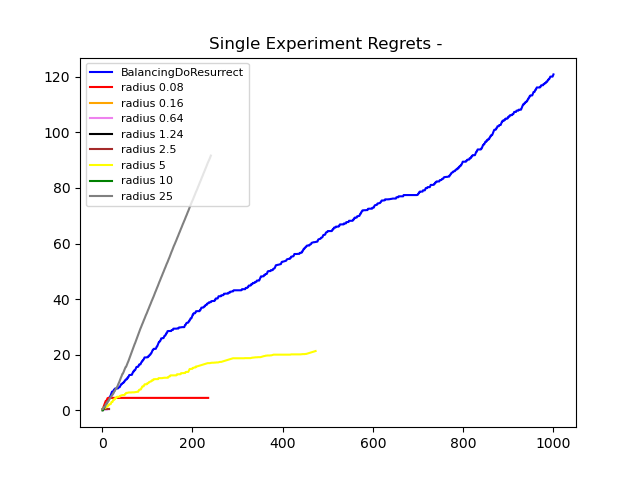 Single Experiment Regrets -
BalancingDoResurrect
radius 0.08
radius 0.16
radius 0.64
radius 1.24
radius 2.5
radius 5
radius 10
radius 25
120
100
80
60
40
20
0
0 200 400 600 800 1000